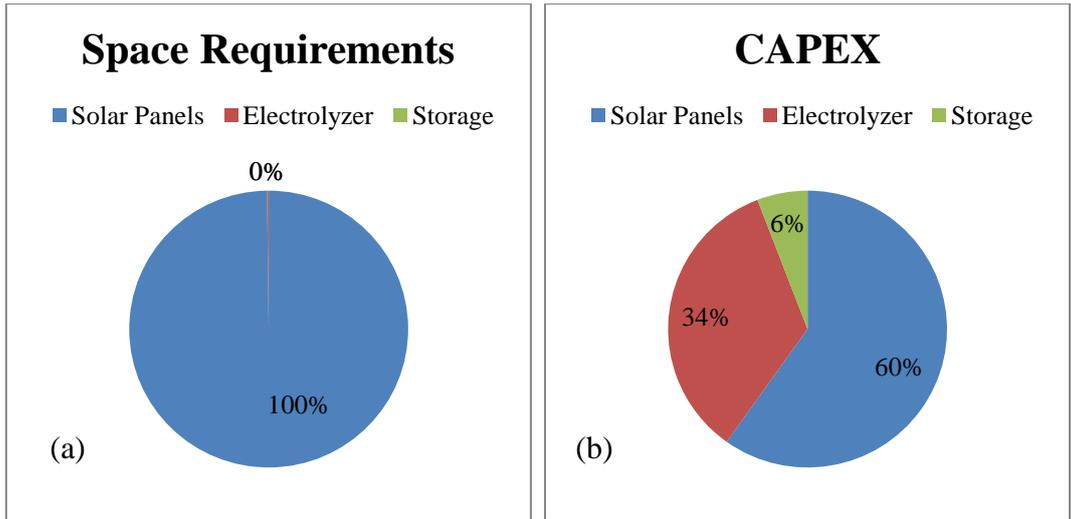 Space Requirements
Solar Panels Electrolyzer Storage
0%
100%
(a)
CAPEX
Solar Panels Electrolyzer Storage
6%
34%
60%
(b)